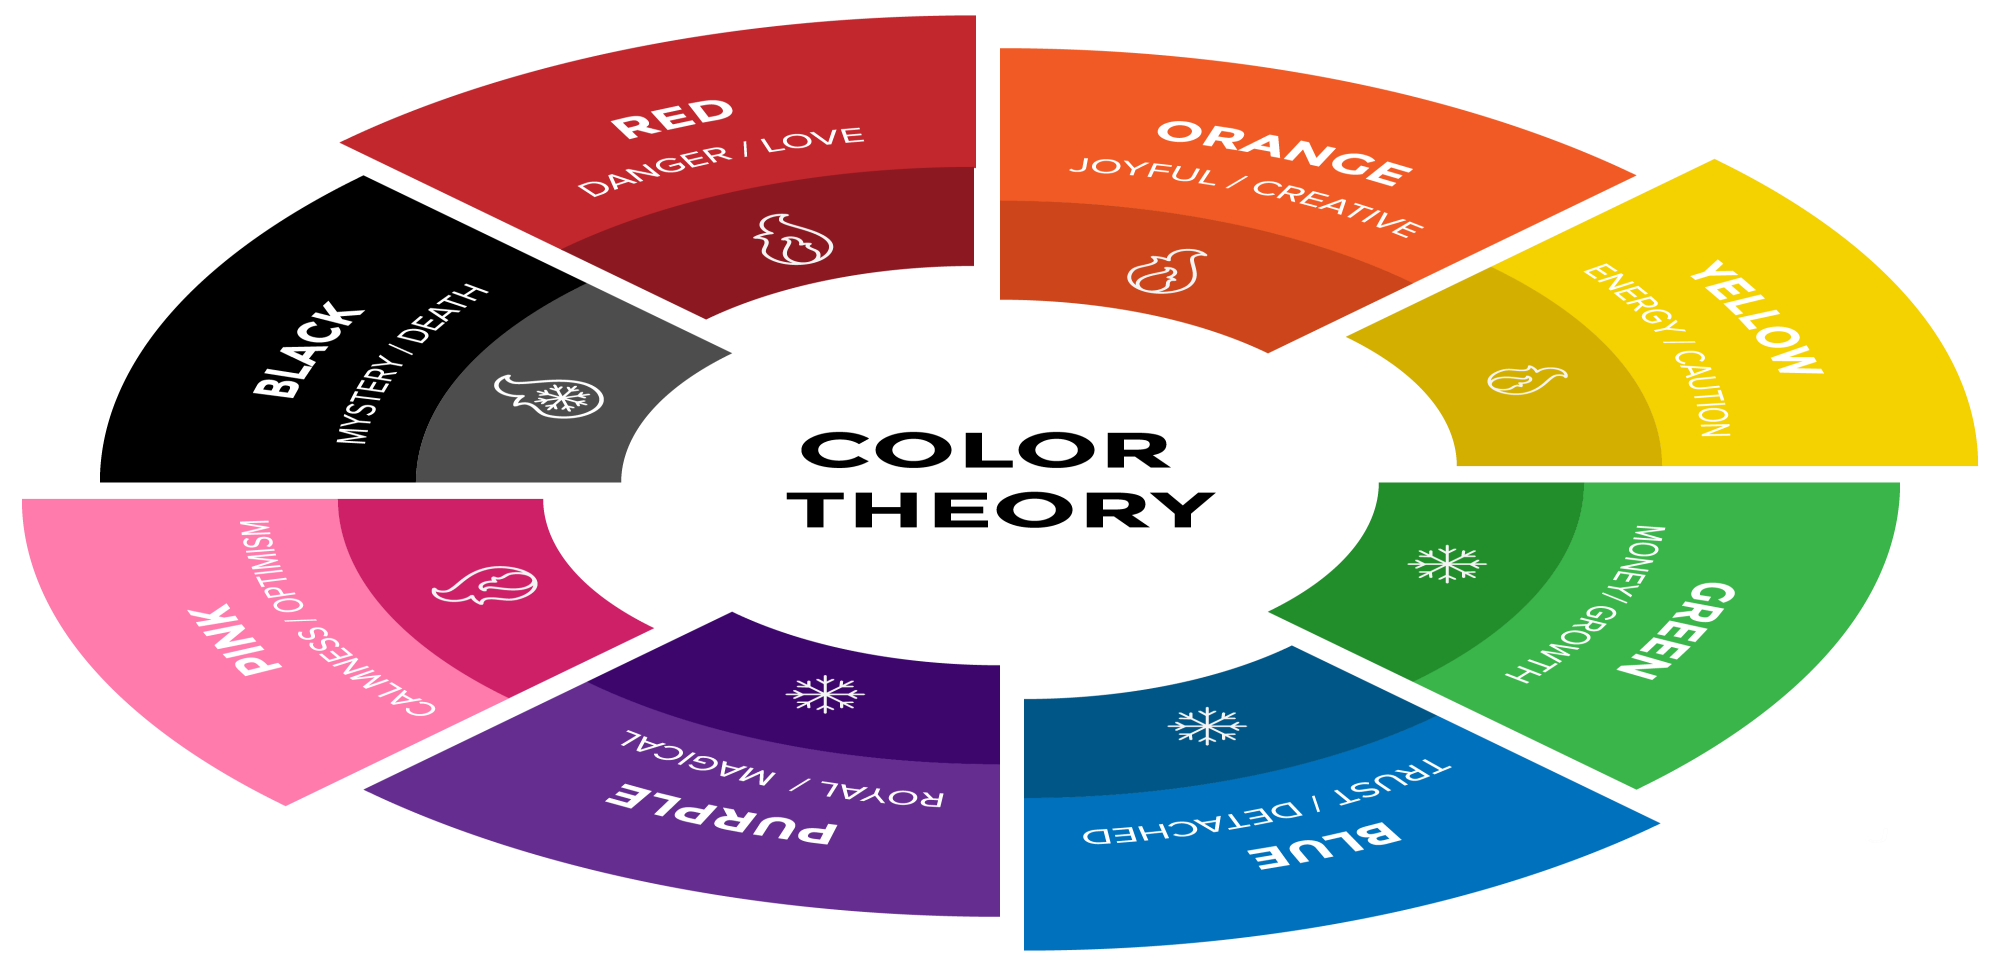 COLOR
THEORY
RED
DANGER / LOVE
ORANGE
JOYFUL / CREATIVE
YELLOW
ENERGY / CAUTION
GREEN
MONEY/ GROWTH
BLUE
TRUST / DETACHED
PURPLE
ROYAL / MAGICAL
PINK
CALMNESS / OPTIMISM
BLACK
MYSTERY / DEATH